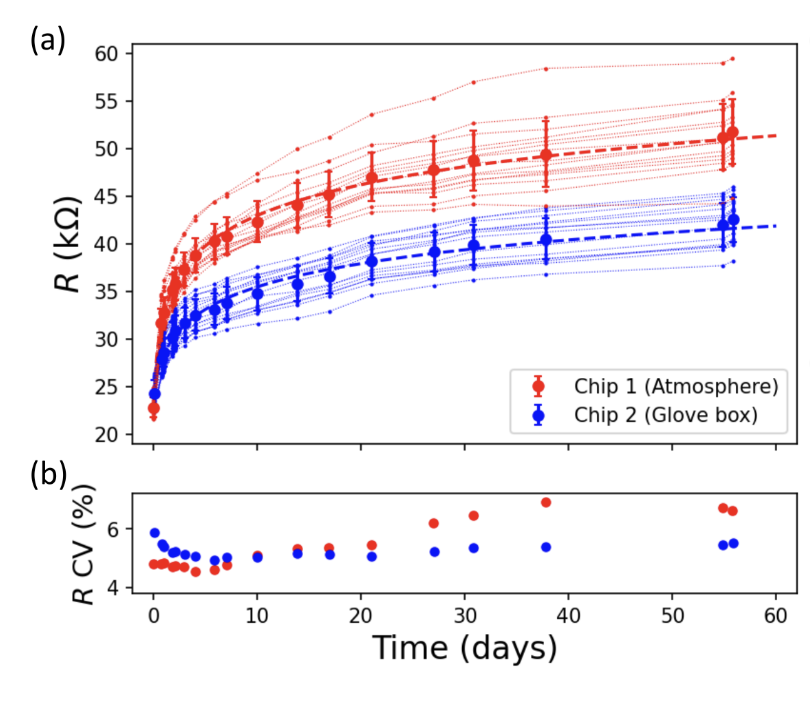 (a)
60
55
50
45
40
35
30
25
20
R (kΩ)
Chip 1 (Atmosphere)
Chip 2 (Glove box)
(b)
6
4
R CV (%)
0 10 20 30 40 50 60
Time (days)